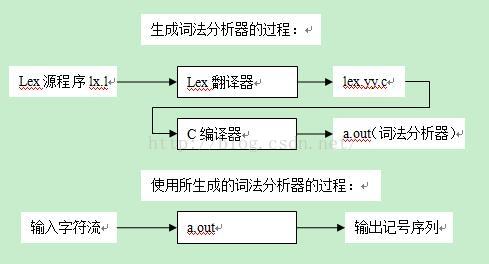 生成词法分析器的过程：
Lex 源程序 lx.l
Lex 翻译器
lex.yy.c
C 编译器
a.out（词法分析器）
http://blog.csdn.net/
使用所生成的词法分析器的过程：
输入字符流
a.out
输出记号序列